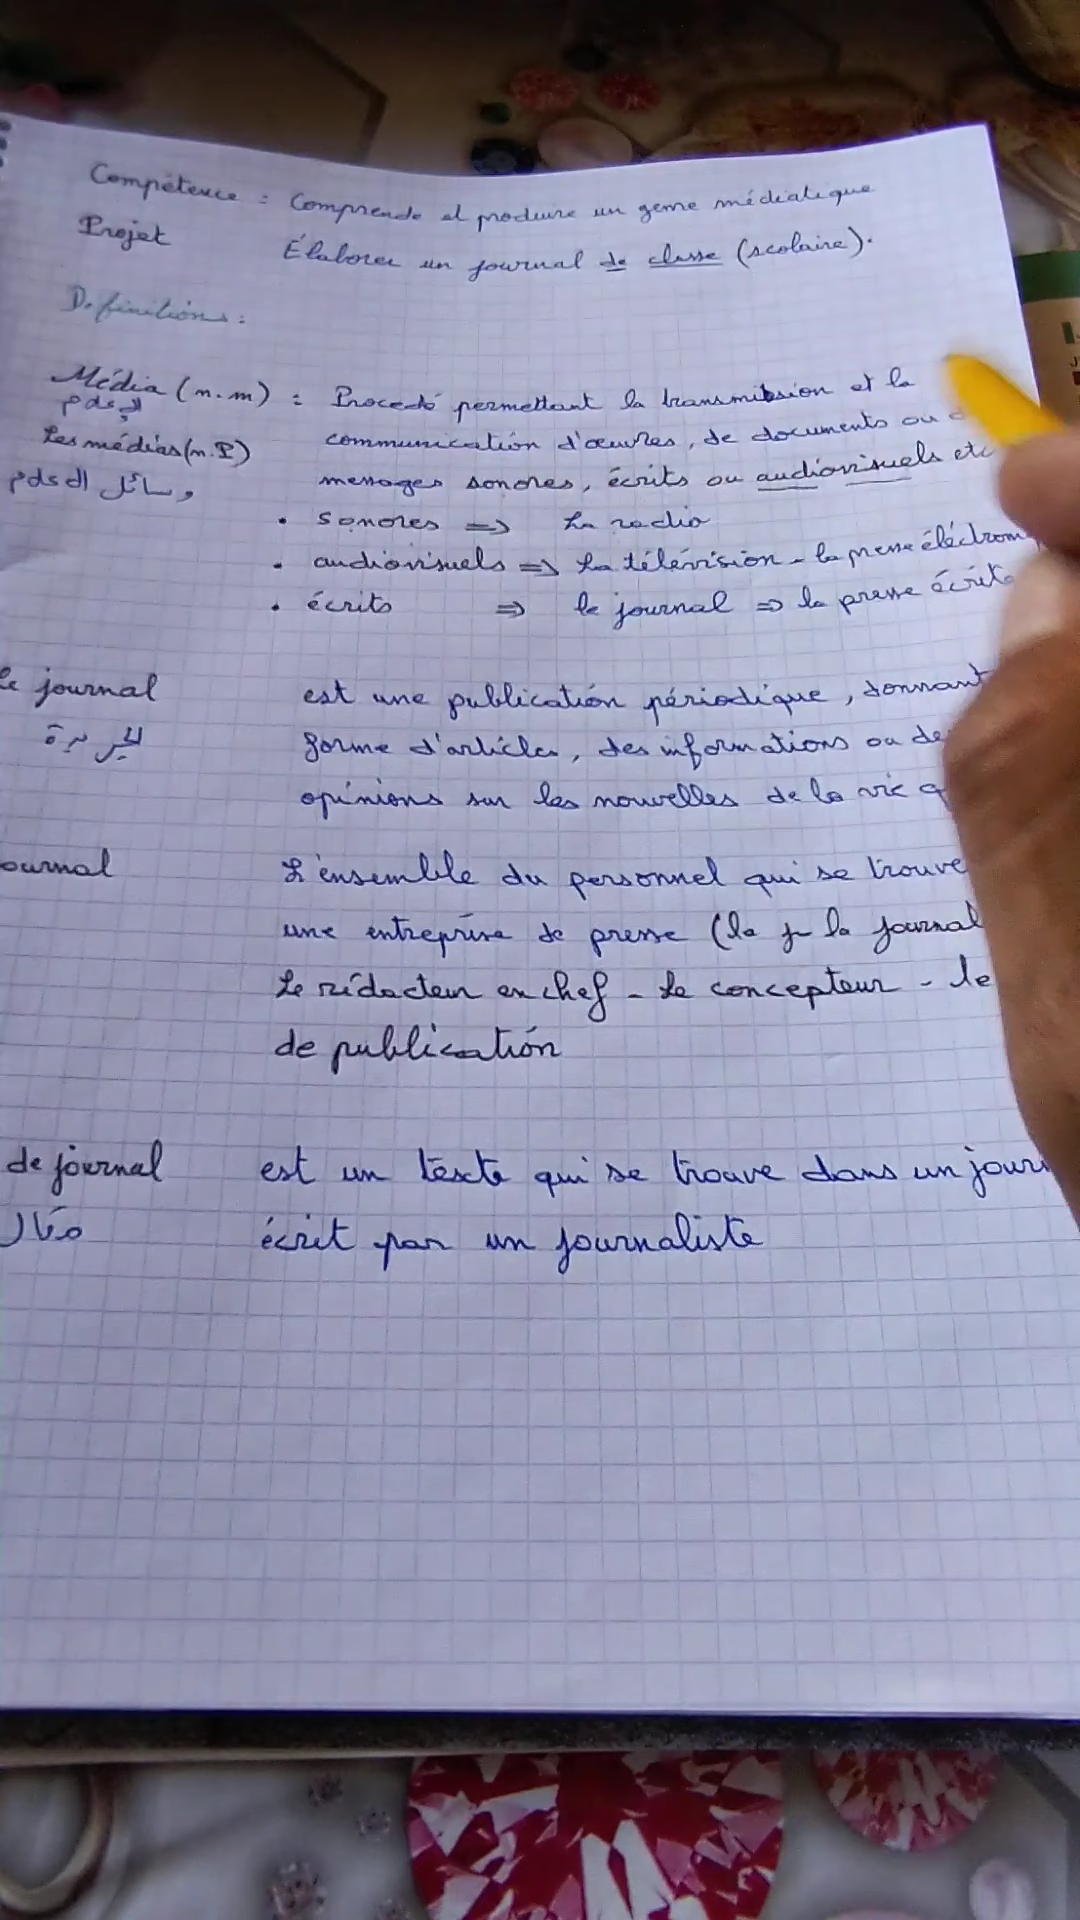 Compétence : Comprendre et produire un genre médiatique
Projet Élaborer un journal de classe (scolaire).
Définitions :
Média (n.m) : Procédé permettant la transmission et la
communication d'œuvres, de documents ou
Les médias (n.P)
messages sonores, écrits ou audiovisuels etc
وسائل
• sonores => La radio
• audiovisuels => La télévision - la presse électron
• écrits => le journal => la presse écrite
Le journal est une publication périodique, donnant
forme d'articles, des informations ou de
الجريدة
opinions sur les nouvelles de la vie q
ournal L'ensemble du personnel qui se trouve
une entreprise de presse (le la journal
Le rédacteur en chef - Le concepteur - le
de publication
de journal est un texte qui se trouve dans un journ
مقال écrit par un journaliste